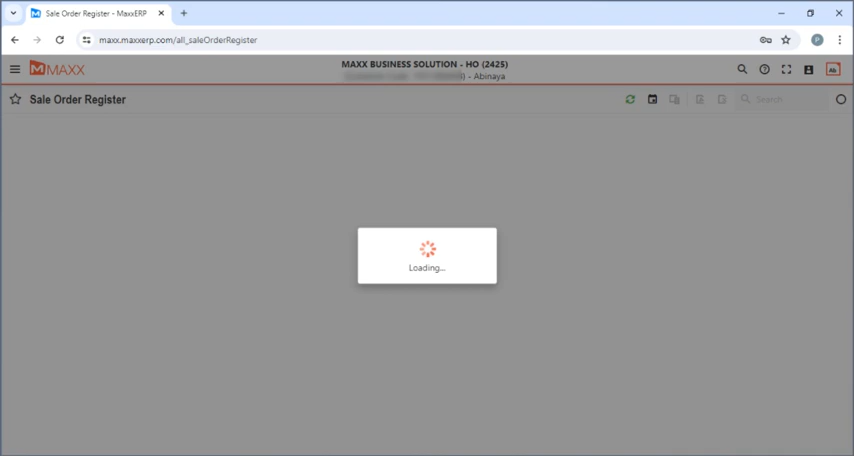 Sale Order Register - MaxxERP
maxx.maxxerp.com/all_saleOrderRegister
P
MAXX
MAXX BUSINESS SOLUTION - HO (2425)
- Abinaya
Ab
Sale Order Register
Search
Loading...